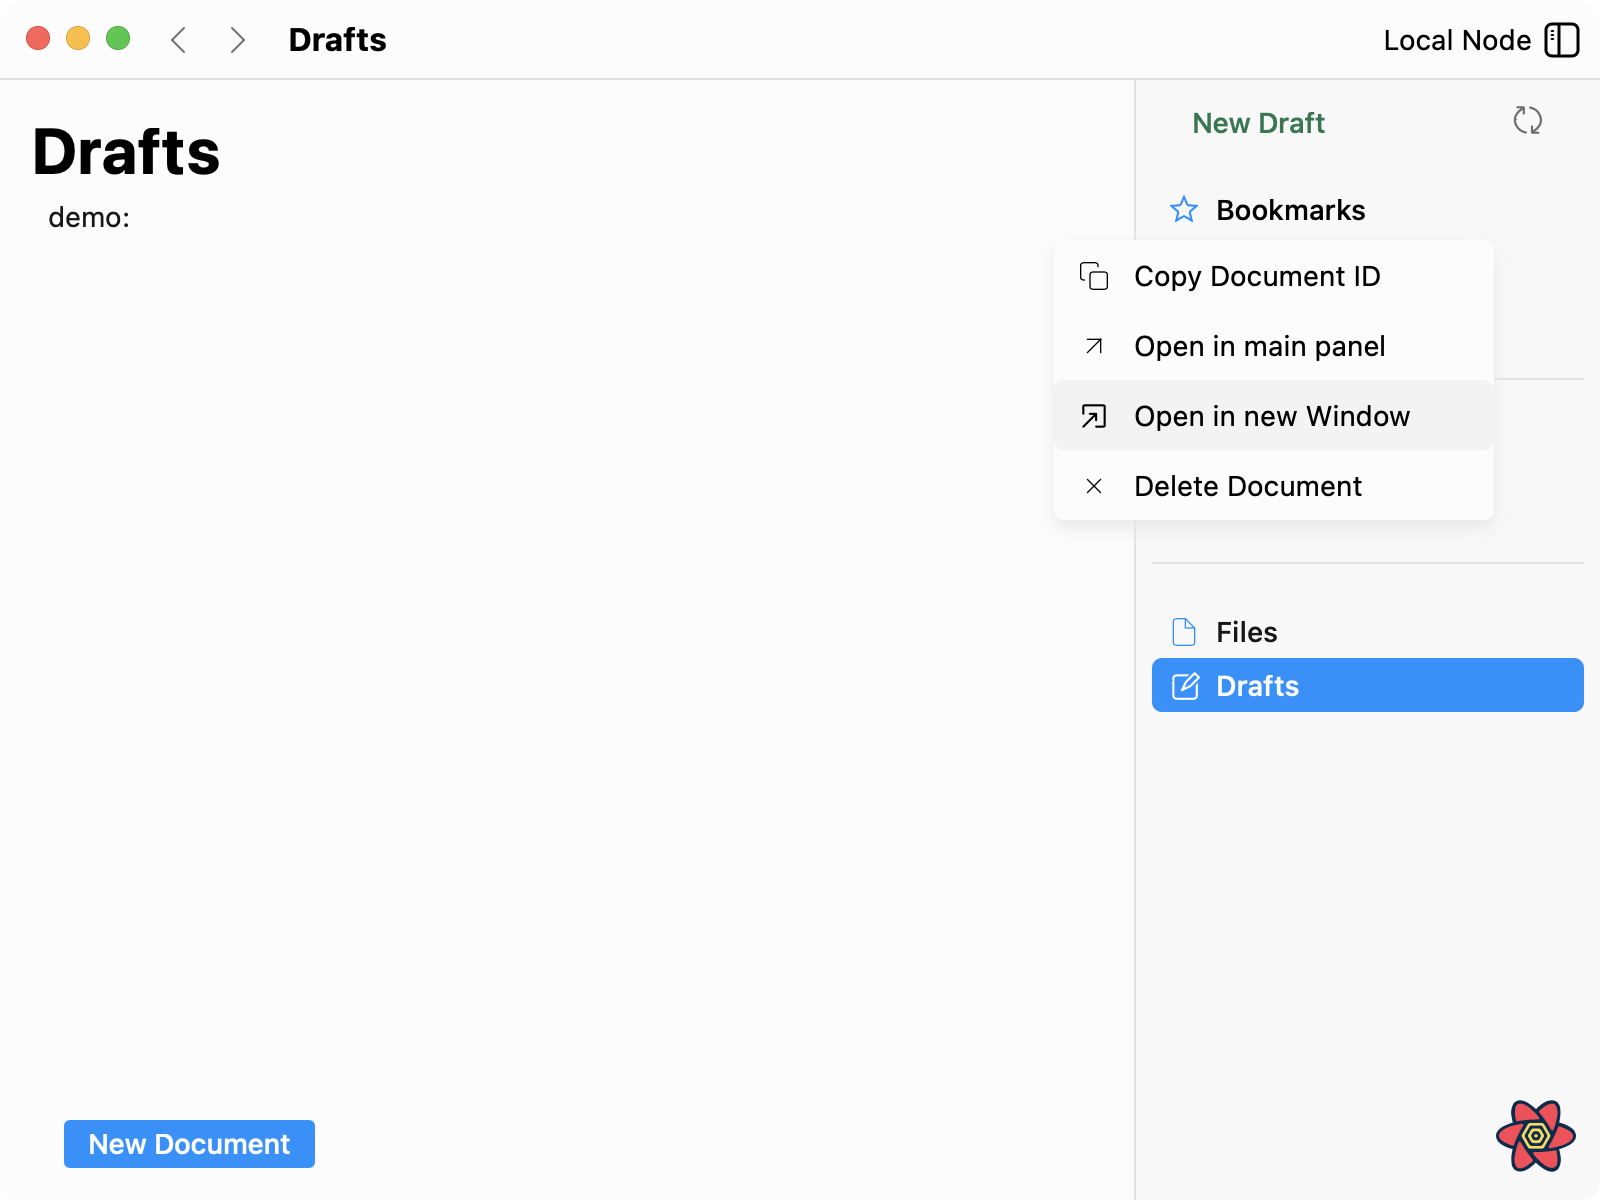 Drafts
Local Node
Drafts
demo:
New Draft
Bookmarks
Copy Document ID
Open in main panel
Open in new Window
Delete Document
Files
Drafts
New Document